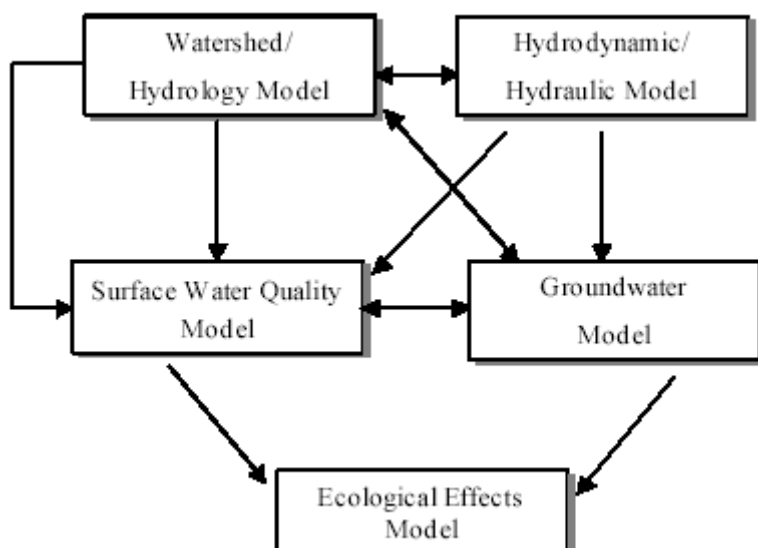 Watershed/
Hydrology Model
Hydrodynamic/
Hydraulic Model
Surface Water Quality
Model
Groundwater
Model
Ecological Effects
Model